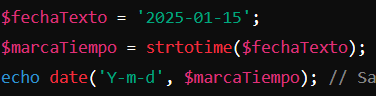 $fechaTexto = '2025-01-15';
$marcaTiempo = strtotime($fechaTexto);
echo date('Y-m-d', $marcaTiempo); // Sa